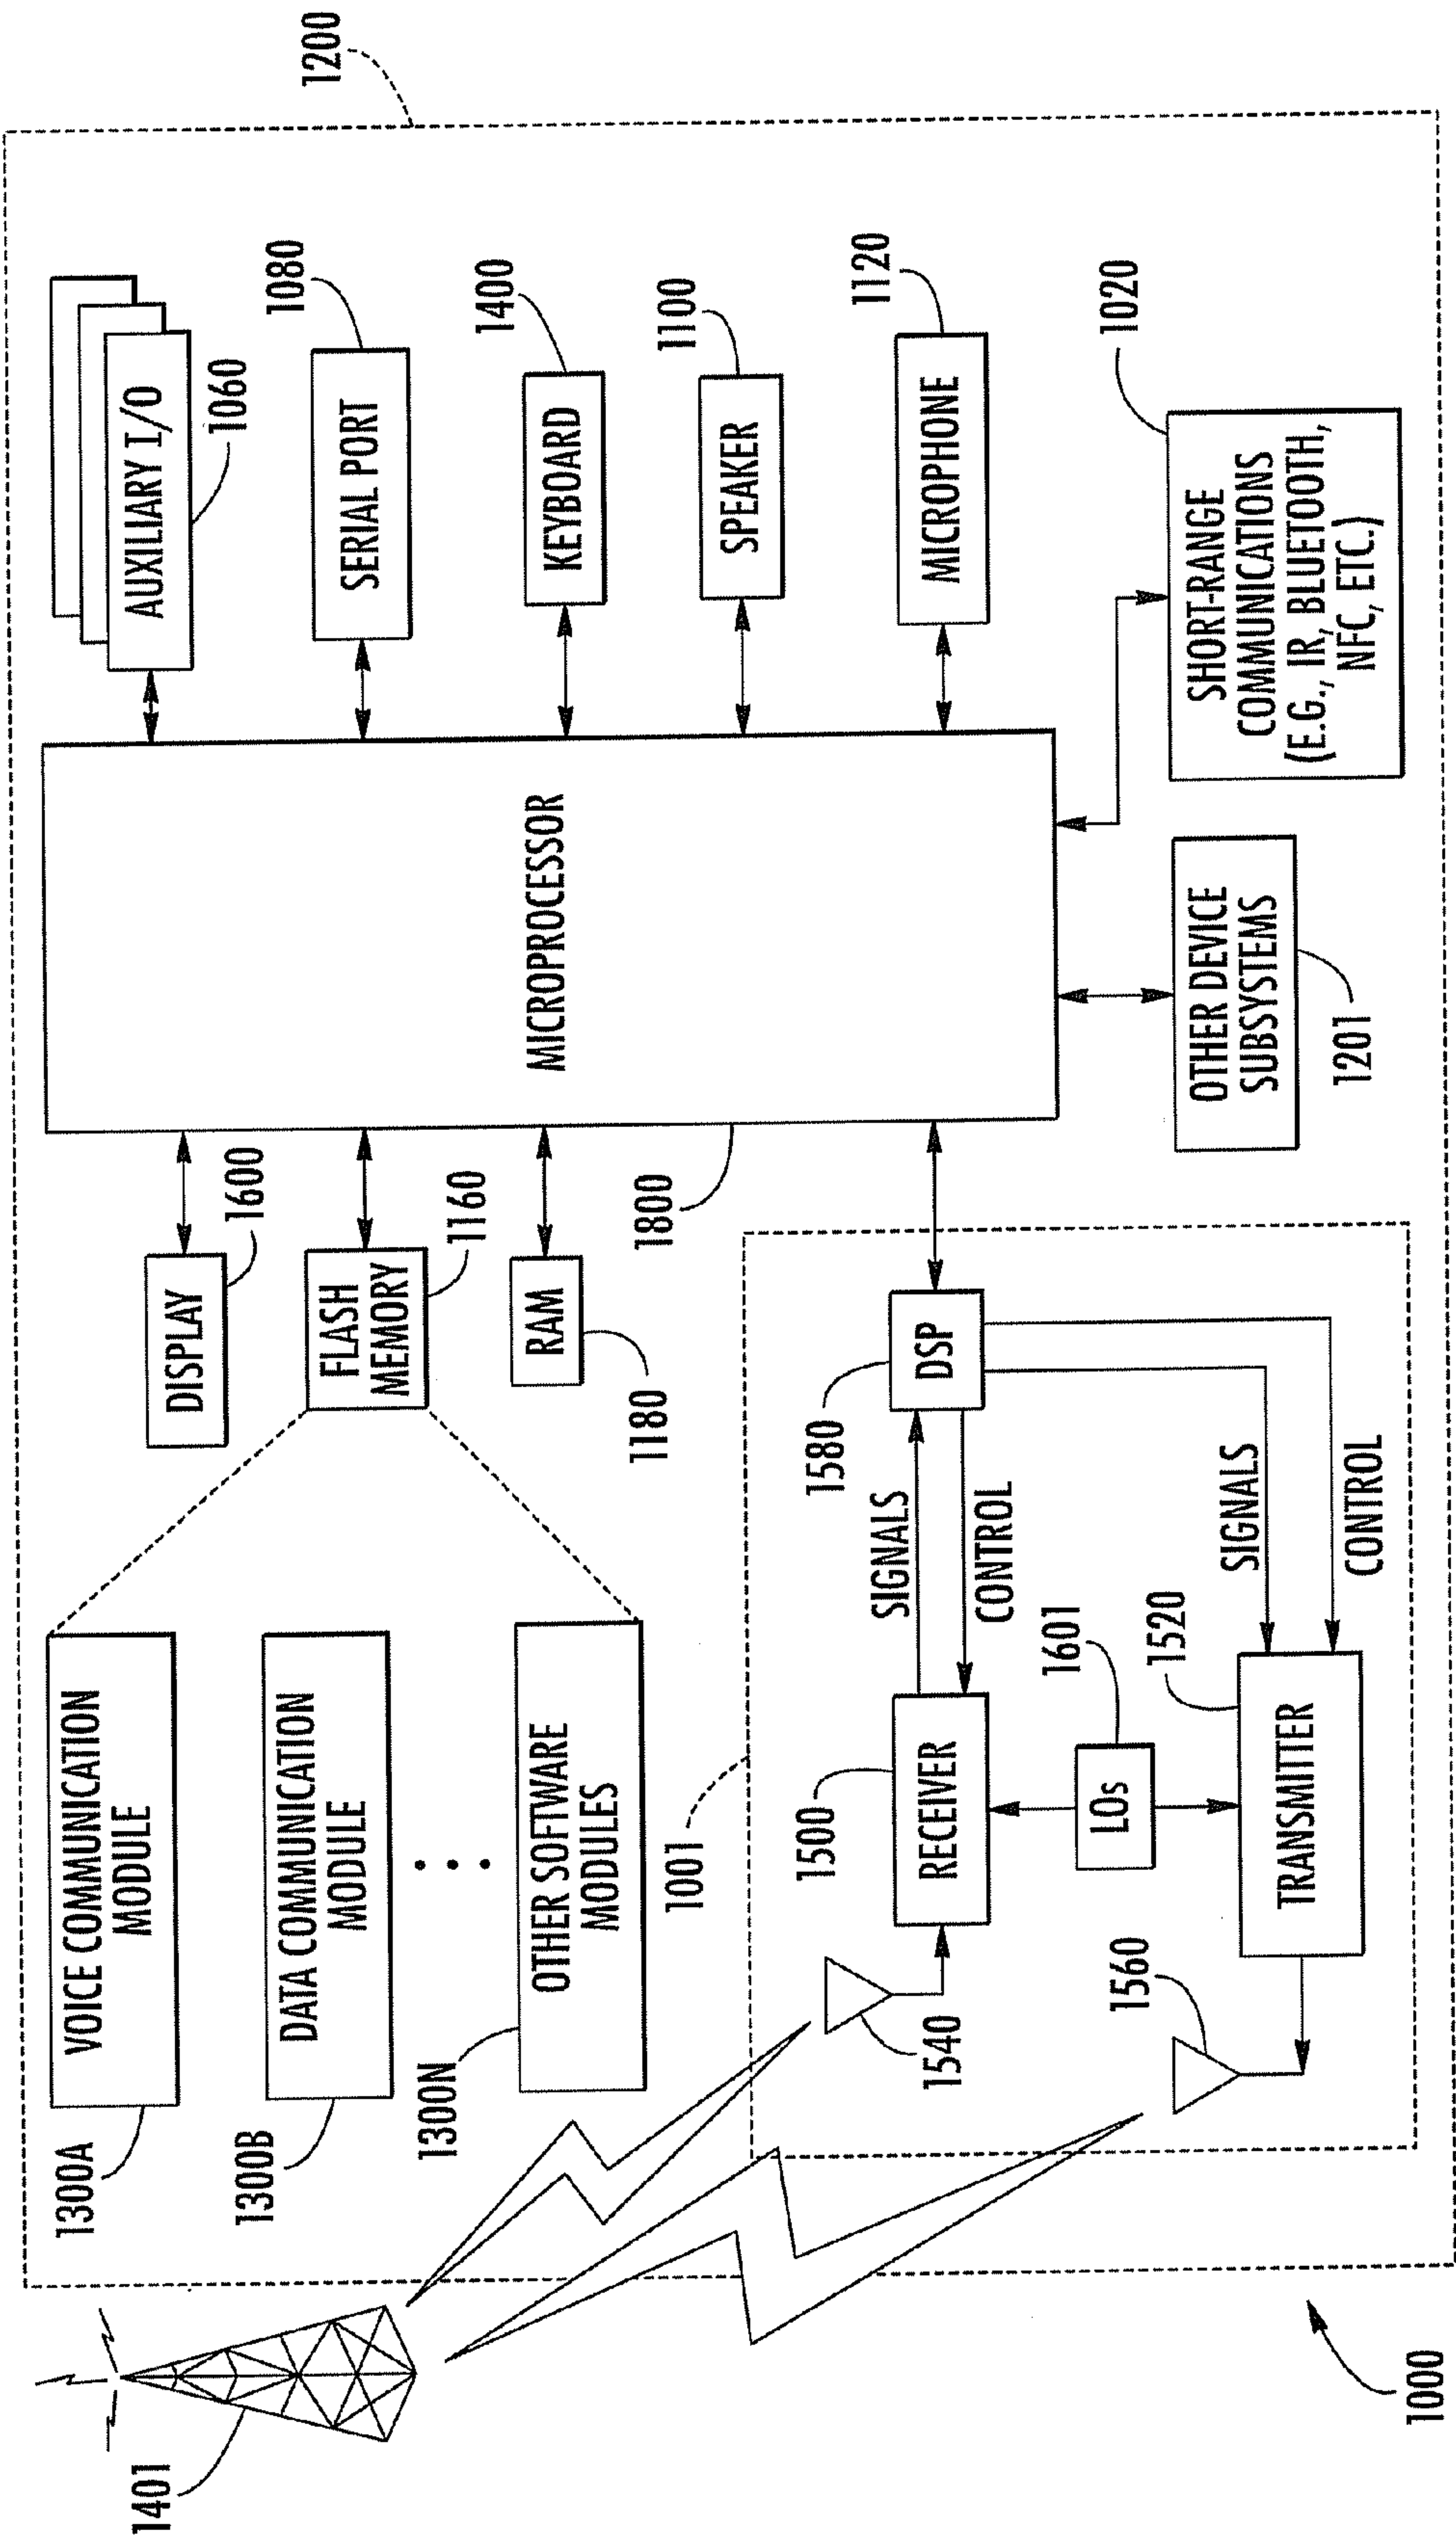 1200
AUXILIARY I/O
1060
SERIAL PORT
1080
KEYBOARD
1400
SPEAKER
1100
MICROPHONE
1120
SHORT-RANGE
COMMUNICATIONS
(E.G., IR, BLUETOOTH,
NFC, ETC.)
1020
MICROPROCESSOR
1800
OTHER DEVICE
SUBSYSTEMS
1201
DISPLAY
1600
FLASH
MEMORY
1160
RAM
1180
VOICE COMMUNICATION
MODULE
1300A
DATA COMMUNICATION
MODULE
1300B
• • •
OTHER SOFTWARE
MODULES
1300N
1001
DSP
1580
SIGNALS
CONTROL
RECEIVER
1500
1540
LOs
1601
SIGNALS
CONTROL
TRANSMITTER
1520
1560
1401
1000